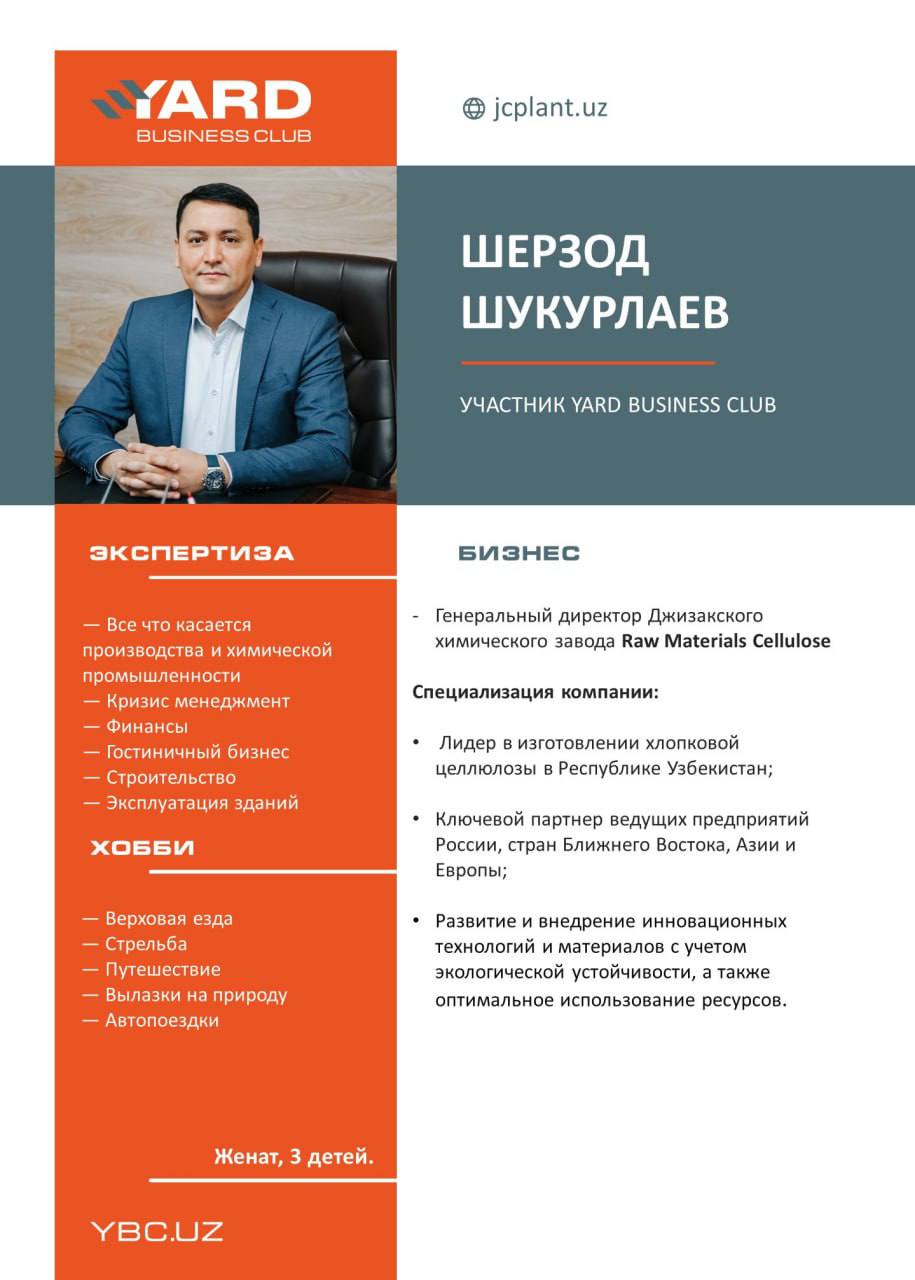 YARD
BUSINESS CLUB
jcplant.uz
ШЕРЗОД
ШУКУРЛАЕВ
УЧАСТНИК YARD BUSINESS CLUB
ЭКСПЕРТИЗА
— Все что касается
производства и химической
промышленности
— Кризис менеджмент
— Финансы
— Гостиничный бизнес
— Строительство
— Эксплуатация зданий
ХОББИ
— Верховая езда
— Стрельба
— Путешествие
— Вылазки на природу
— Автопоездки
Женат, 3 детей.
YBC.UZ
БИЗНЕС
- Генеральный директор Джизакского
химического завода Raw Materials Cellulose
Специализация компании:
• Лидер в изготовлении хлопковой
целлюлозы в Республике Узбекистан;
• Ключевой партнер ведущих предприятий
России, стран Ближнего Востока, Азии и
Европы;
• Развитие и внедрение инновационных
технологий и материалов с учетом
экологической устойчивости, а также
оптимальное использование ресурсов.